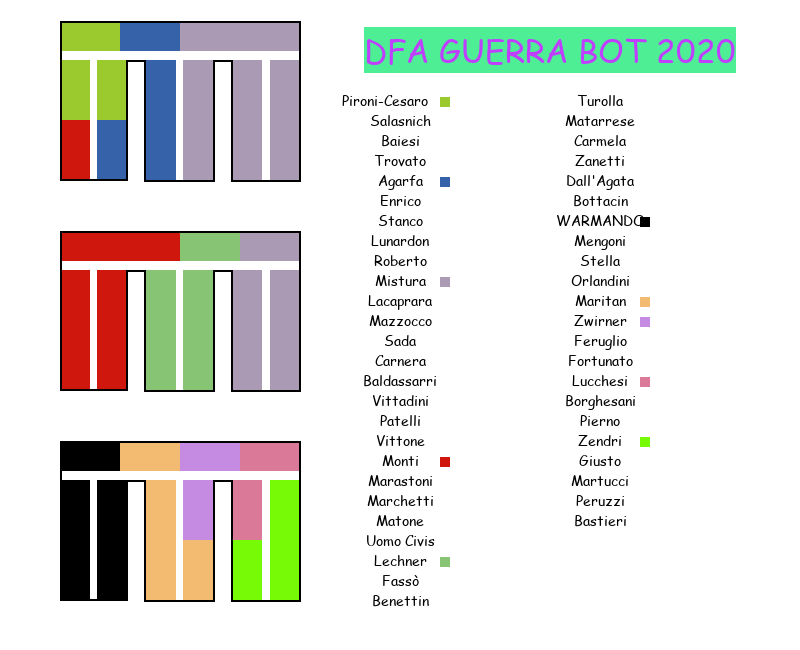 DFA GUERRA BOT 2020
Pironi-Cesaro
Salasnich
Baiesi
Trovato
Agarfa
Enrico
Stanco
Lunardon
Roberto
Mistura
Lacaprara
Mazzocco
Sada
Carnera
Baldassarri
Vittadini
Patelli
Vittone
Monti
Marastoni
Marchetti
Matone
Uomo Civis
Lechner
Fassò
Benettin
Turolla
Matarrese
Carmela
Zanetti
Dall'Agata
Bottacin
WARMANDO
Mengoni
Stella
Orlandini
Maritan
Zwirner
Feruglio
Fortunato
Lucchesi
Borghesani
Pierno
Zendri
Giusto
Martucci
Peruzzi
Bastieri